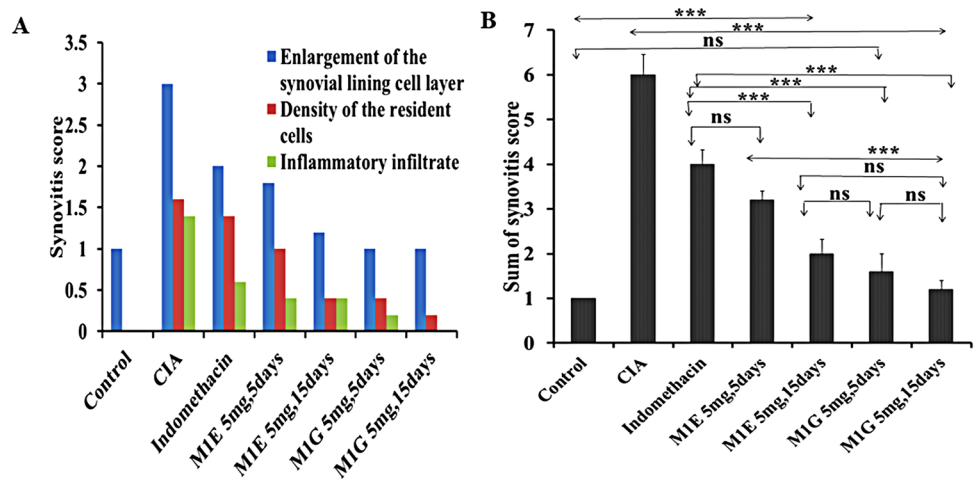 A
Synovitis score
3.5
3
2.5
2
1.5
1
0.5
0
Enlargement of the
synovial lining cell layer
Density of the resident
cells
Inflammatory infiltrate
Control
CIA
Indomethacin
M1E 5mg,5days
M1E 5mg,15days
M1G 5mg,5days
M1G 5mg,15days
B
Sum of synovitis score
7
6
5
4
3
2
1
0
***
***
ns
***
***
***
ns
***
ns
ns
ns
Control
CIA
Indomethacin
M1E 5mg,5days
M1E 5mg,15days
M1G 5mg,5days
M1G 5mg,15days